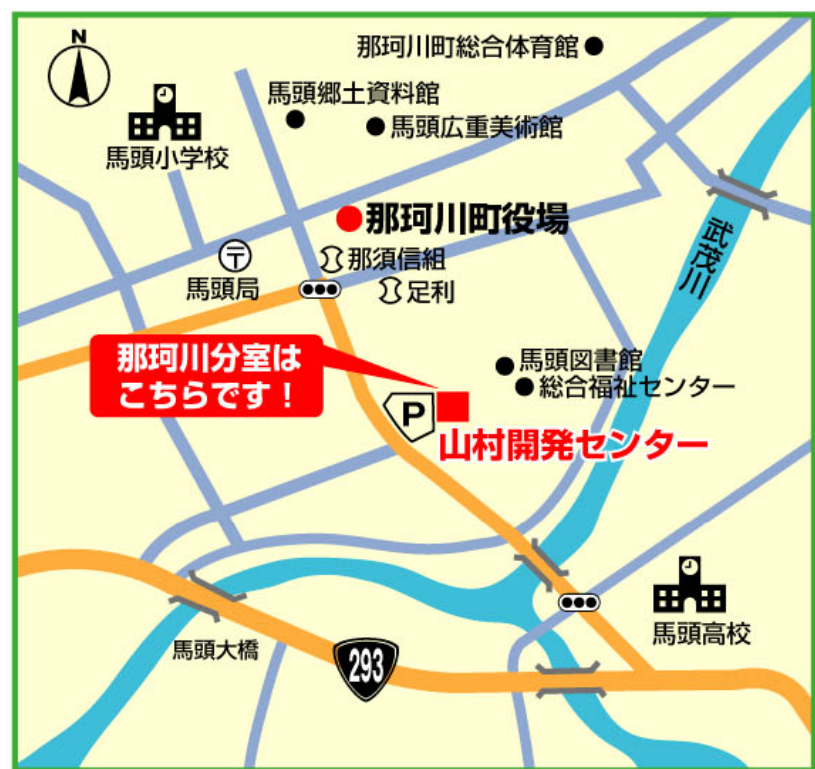 N
那珂川町総合体育館
馬頭郷土資料館
馬頭広重美術館
馬頭小学校
那珂川町役場
武茂川
那須信組
馬頭局
足利
那珂川分室は
こちらです！
馬頭図書館
総合福祉センター
P
山村開発センター
馬頭高校
馬頭大橋
293